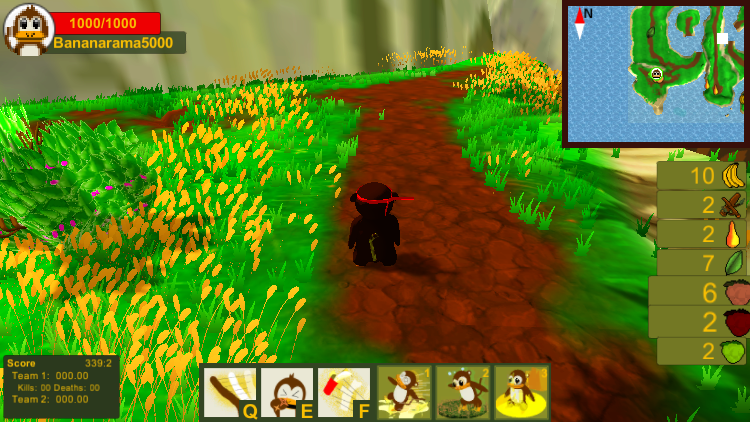 1000/1000
Bananarama5000
N
10
2
2
7
6
2
2
Score 339:2
Team 1: 000.00
Kills: 00 Deaths: 00
Team 2: 000.00
Q E F 1 2 3